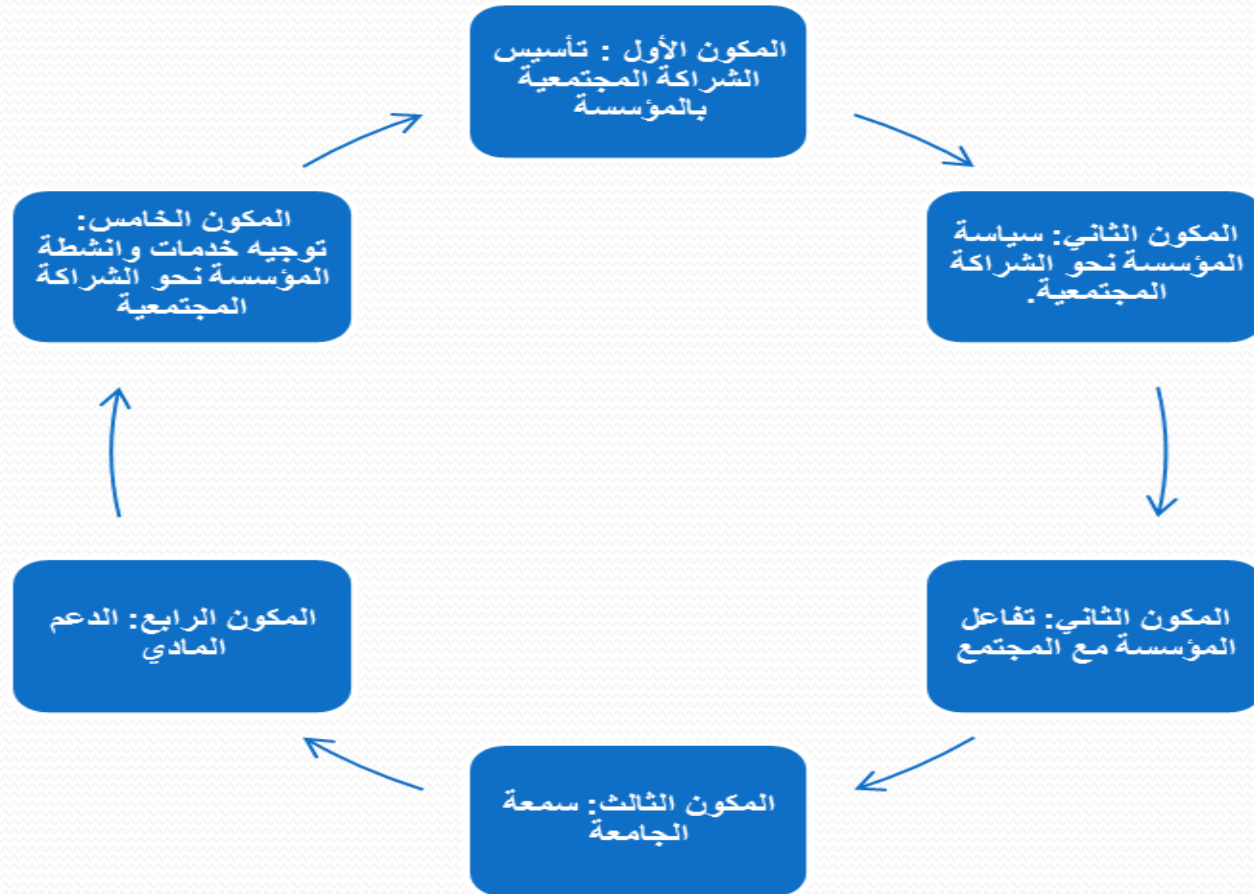 المكون الأول : تأسيس
الشراكة المجتمعية
بالمؤسسة
المكون الثاني: سياسة
المؤسسة نحو الشراكة
المجتمعية.
المكون الثاني: تفاعل
المؤسسة مع المجتمع
المكون الثالث: سمعة
الجامعة
المكون الرابع: الدعم
المادي
المكون الخامس:
توجيه خدمات وانشطة
المؤسسة نحو الشراكة
المجتمعية